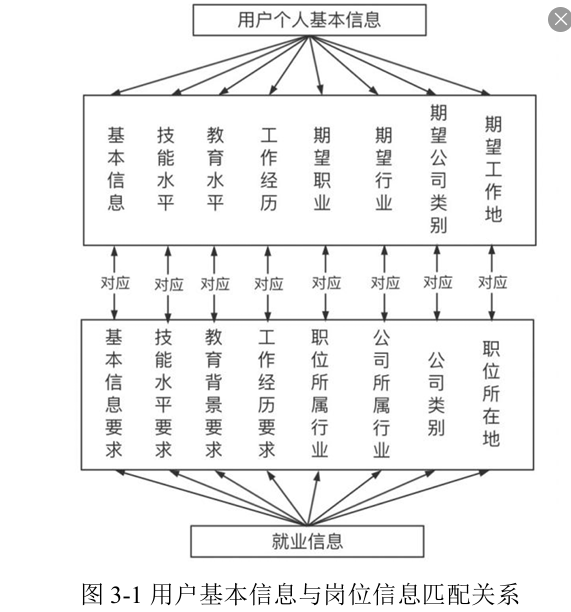 用户个人基本信息
基本信息
技能水平
教育水平
工作经历
期望职业
期望行业
期望公司类别
期望工作地
对应 对应 对应 对应 对应 对应 对应 对应
基本信息要求
技能水平要求
教育背景要求
工作经历要求
职位所属行业
公司所属行业
公司类别
职位所在地
就业信息
图 3-1 用户基本信息与岗位信息匹配关系